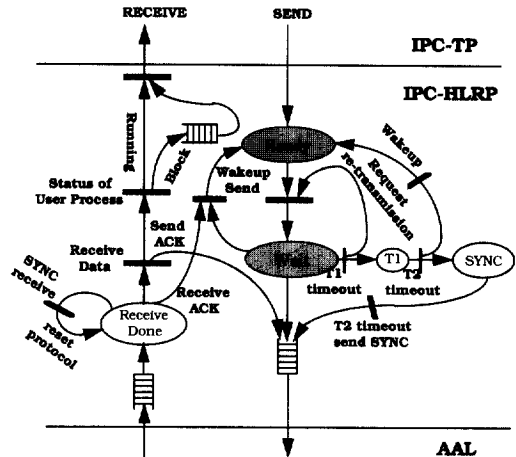 RECEIVE
SEND
IPC-TP
IPC-HLRP
Running
Block
Wakeup
Request
re-transmission
Status of
User Process
Wakeup
Send
Send
ACK
Receive
Data
T1
timeout
T1
T2
timeout
SYNC
SYNC
receive
Receive
Done
Receive
ACK
reset
protocol
T2 timeout
send SYNC
AAL